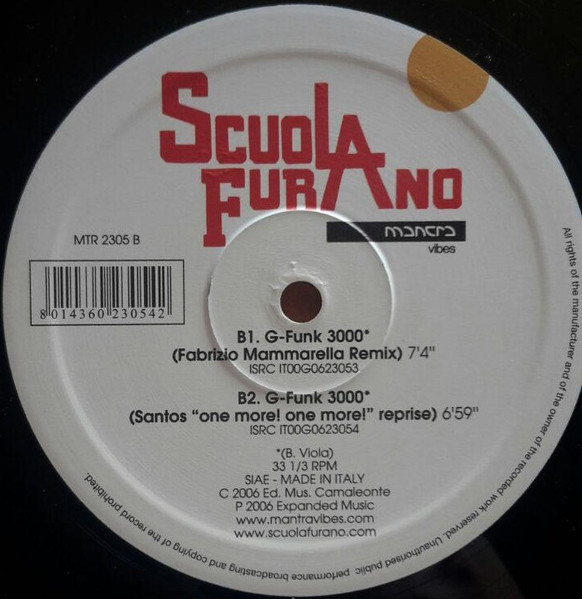 SCUOLA
FURANO
mantra
vibes
MTR 2305 B
8 014360 230542
B1. G-Funk 3000*
(Fabrizio Mammarella Remix) 7'4"
ISRC IT00G0623053
B2. G-Funk 3000*
(Santos "one more! one more!" reprise) 6'59"
ISRC IT00G0623054
*(B. Viola)
33 1/3 RPM
SIAE - MADE IN ITALY
C 2006 Ed. Mus. Camaleonte
P 2006 Expanded Music
www.mantravibes.com
www.scuolafurano.com
All rights of the manufacturer and of the owner of the recorded work reserved. Unauthorised public performance broadcasting and copying of the record prohibited.